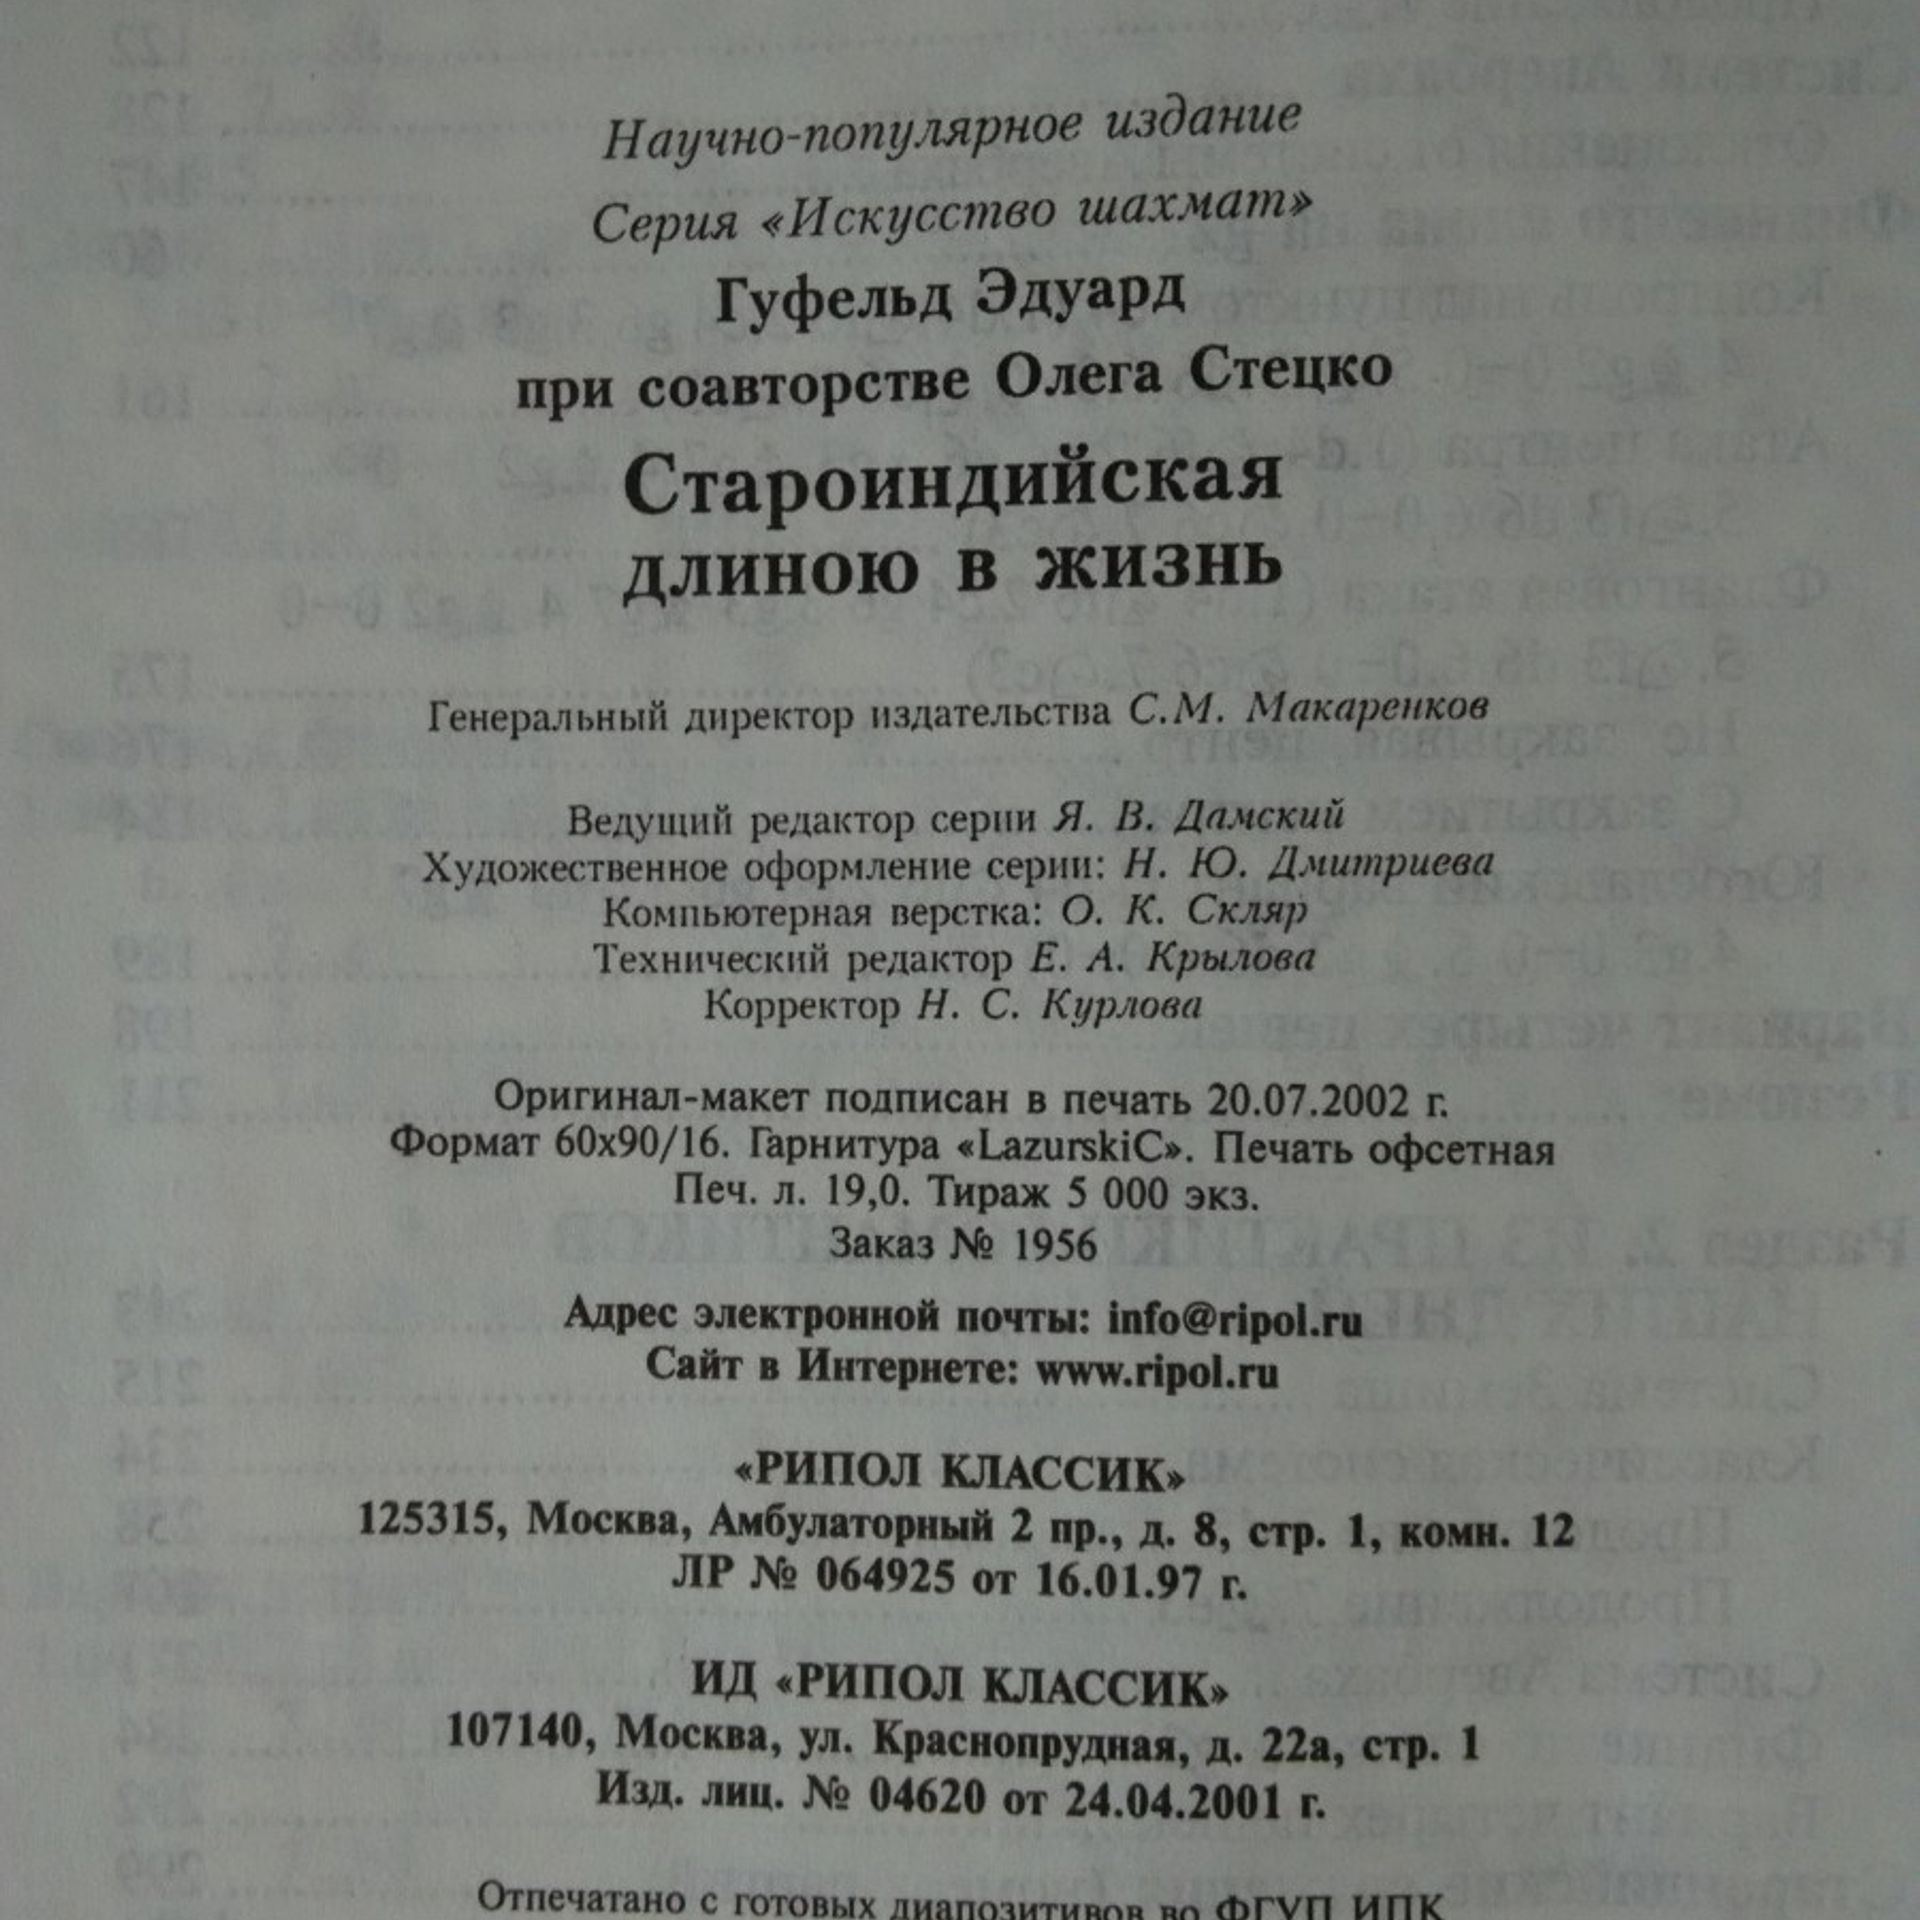 Научно-популярное издание
Серия «Искусство шахмат»
Гуфельд Эдуард
при соавторстве Олега Стецко
Староиндийская
длиною в жизнь
Генеральный директор издательства С.М. Макаренков
Ведущий редактор серии Я. В. Дамский
Художественное оформление серии: Н. Ю. Дмитриева
Компьютерная верстка: О. К. Скляр
Технический редактор Е. А. Крылова
Корректор Н. С. Курлова
Оригинал-макет подписан в печать 20.07.2002 г.
Формат 60х90/16. Гарнитура «LazurskiC». Печать офсетная
Печ. л. 19,0. Тираж 5 000 экз.
Заказ № 1956
Адрес электронной почты: info@ripol.ru
Сайт в Интернете: www.ripol.ru
«РИПОЛ КЛАССИК»
125315, Москва, Амбулаторный 2 пр., д. 8, стр. 1, комн. 12
ЛР № 064925 от 16.01.97 г.
ИД «РИПОЛ КЛАССИК»
107140, Москва, ул. Краснопрудная, д. 22а, стр. 1
Изд. лиц. № 04620 от 24.04.2001 г.
Отпечатано с готовых диапозитивов во ФГУП ИПК